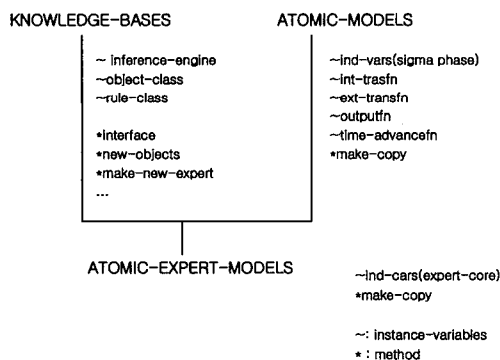 KNOWLEDGE-BASES
~ inference-engine
~object-class
~rule-class
*interface
*new-objects
*make-new-expert
...
ATOMIC-MODELS
~ind-vars(sigma phase)
~int-trasfn
~ext-transfn
~outputfn
~time-advancefn
*make-copy
ATOMIC-EXPERT-MODELS
~ind-cars(expert-core)
*make-copy
~: instance-variables
* : method